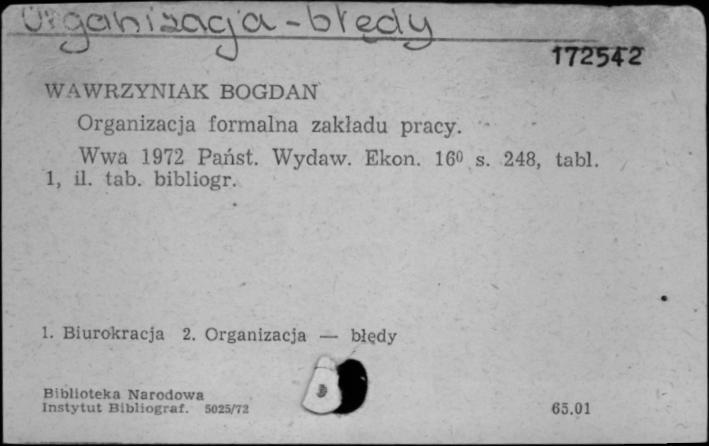 Organizacja - błędy
172542
WAWRZYNIAK BOGDAN
Organizacja formalna zakładu pracy.
Wwa 1972 Państ. Wydaw. Ekon. 16⁰ s. 248, tabl.
1, il. tab. bibliogr.
1. Biurokracja 2. Organizacja — błędy
Biblioteka Narodowa
Instytut Bibliograf. 5025/72
65.01